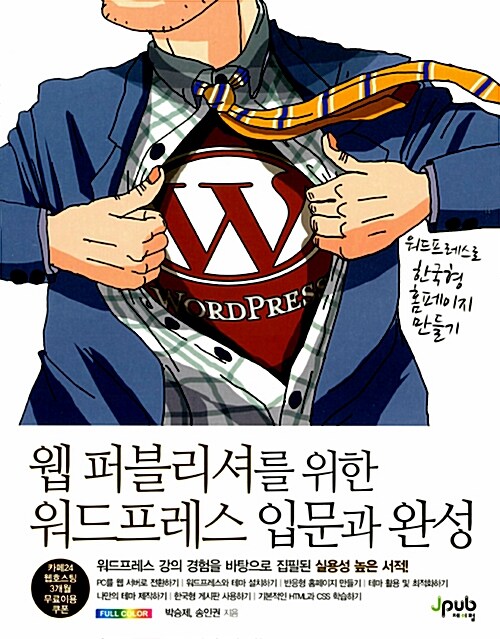 W
WORDPRESS
워드프레스로
한국형
홈페이지
만들기
웹 퍼블리셔를 위한
워드프레스 입문과 완성
카페24
웹호스팅
3개월
무료이용
쿠폰
워드프레스 강의 경험을 바탕으로 집필된 실용성 높은 서적!
PC를 웹 서버로 전환하기 | 워드프레스와 테마 설치하기 | 반응형 홈페이지 만들기 | 테마 활용 및 최적화하기
나만의 테마 제작하기 | 한국형 게시판 사용하기 | 기본적인 HTML과 CSS 학습하기
FULL COLOR 박승제, 송인권 지음
Jpub
제이펍